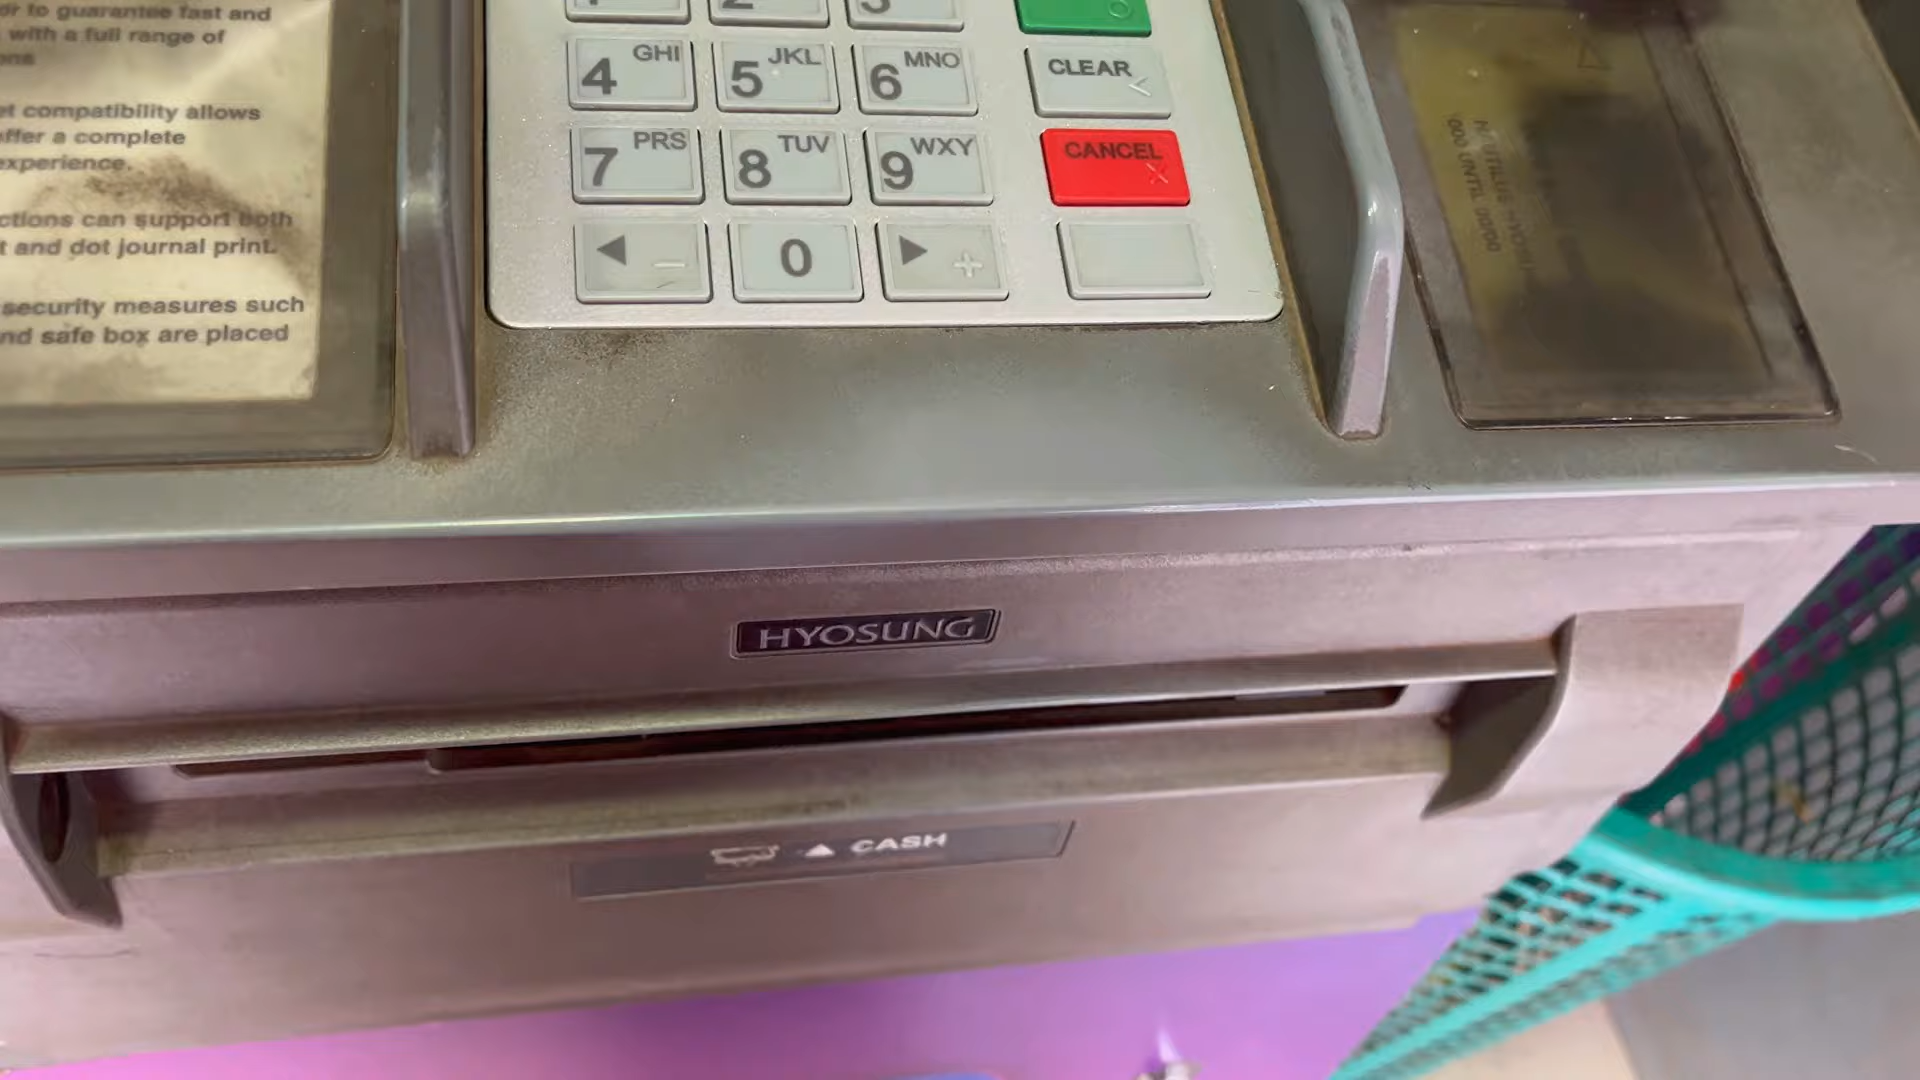 or to guarantee fast and
with a full range of
compatibility allows
offer a complete
experience.
can support both
and dot journal print.
security measures such
safe box are placed
2
3
4 GHI
5 JKL
6 MNO
CLEAR <
7 PRS
8 TUV
9 WXY
CANCEL X
◀ −
0
▶ +
HYOSUNG
▲ CASH